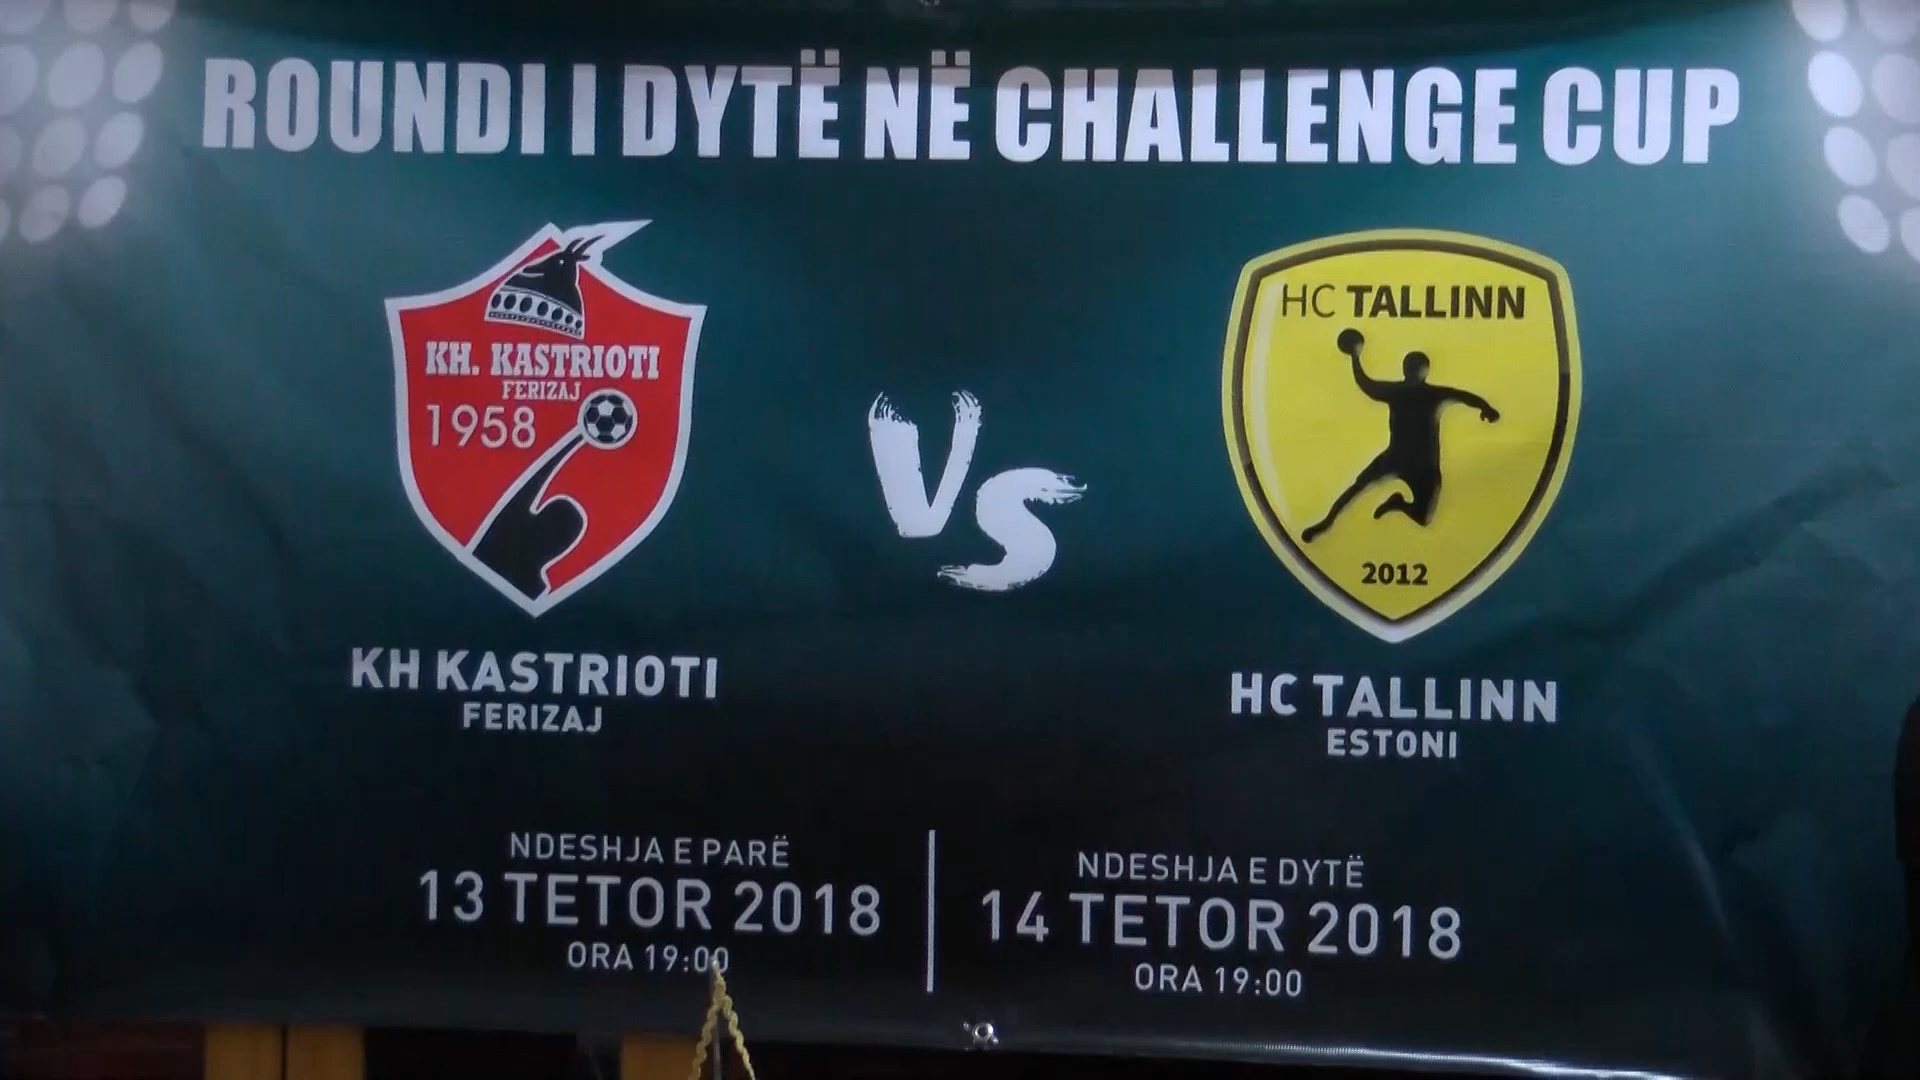 ROUNDI I DYTË NË CHALLENGE CUP
KH. KASTRIOTI
FERIZAJ
1958
VS
HC TALLINN
2012
KH KASTRIOTI
FERIZAJ
HC TALLINN
ESTONI
NDESHJA E PARË
13 TETOR 2018
ORA 19:00
NDESHJA E DYTË
14 TETOR 2018
ORA 19:00